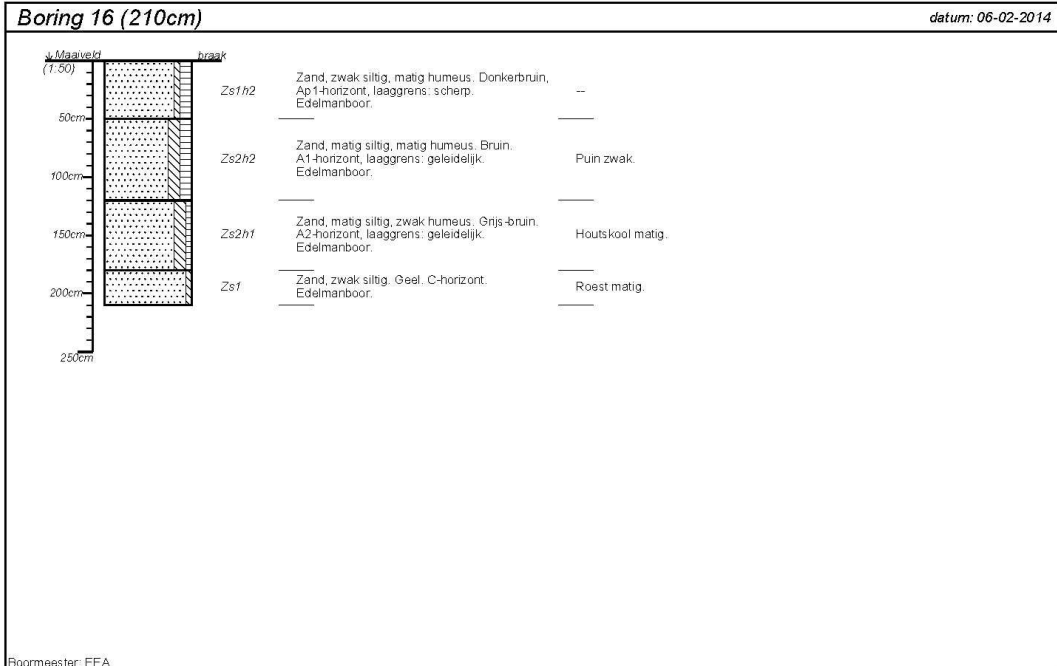 Boring 16 (210cm)
datum: 06-02-2014
↓ Maaiveld
braak
(1:50)
Zs1h2
Zand, zwak siltig, matig humeus. Donkerbruin,
Ap1-horizont, laaggrens: scherp.
Edelmanboor.
--
50cm
Zs2h2
Zand, matig siltig, matig humeus. Bruin.
A1-horizont, laaggrens: geleidelijk.
Edelmanboor.
Puin zwak.
100cm
150cm
Zs2h1
Zand, matig siltig, zwak humeus. Grijs-bruin.
A2-horizont, laaggrens: geleidelijk.
Edelmanboor.
Houtskool matig.
200cm
Zs1
Zand, zwak siltig. Geel. C-horizont.
Edelmanboor.
Roest matig.
250cm
Boormeester: EFA